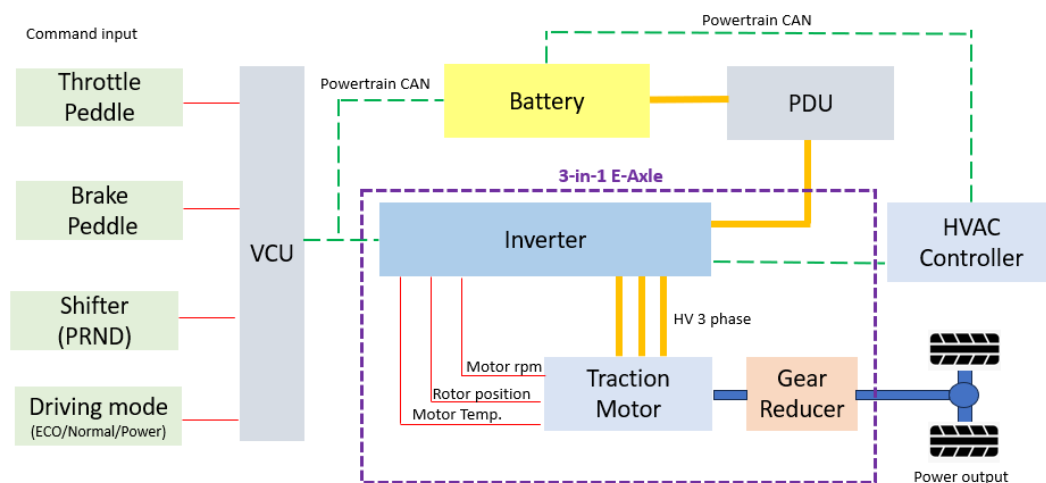 Command input
Throttle
Peddle
Brake
Peddle
Shifter
(PRND)
Driving mode
(ECO/Normal/Power)
VCU
Powertrain CAN
Powertrain CAN
Battery
PDU
3-in-1 E-Axle
Inverter
HVAC
Controller
HV 3 phase
Motor rpm
Rotor position
Motor Temp.
Traction
Motor
Gear
Reducer
Power output